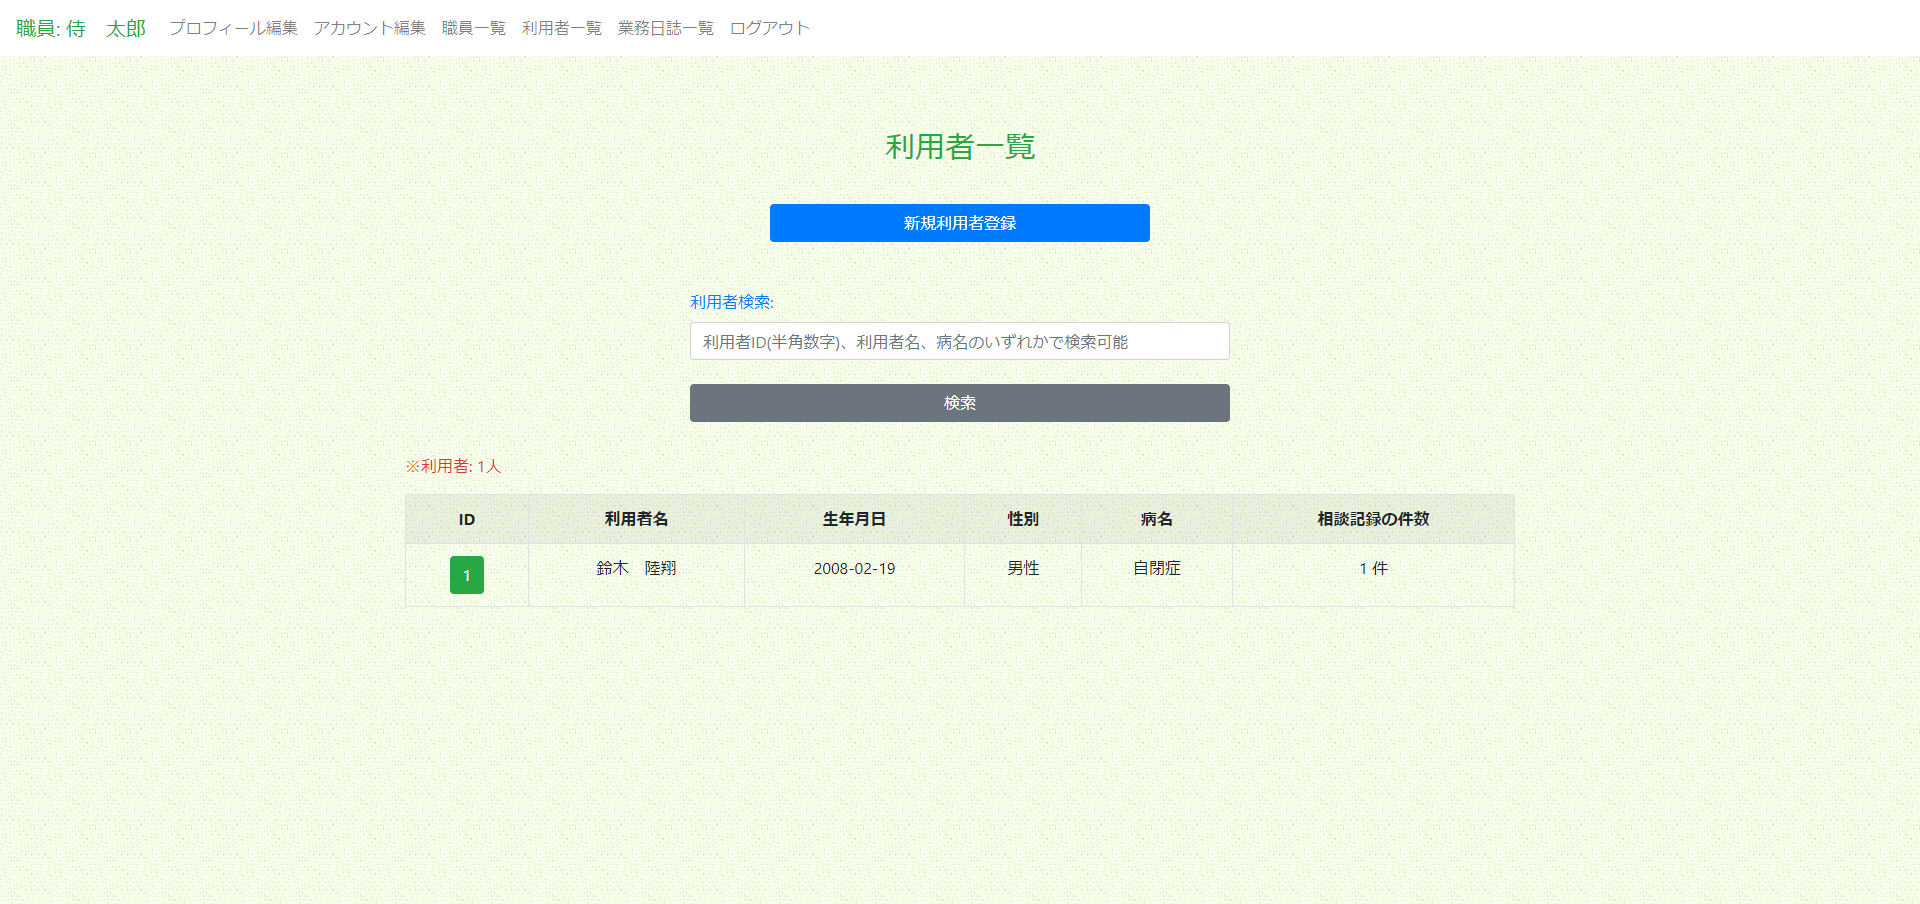 職員: 侍　太郎 プロフィール編集 アカウント編集 職員一覧 利用者一覧 業務日誌一覧 ログアウト
利用者一覧
新規利用者登録
利用者検索:
利用者ID(半角数字)、利用者名、病名のいずれかで検索可能
検索
※利用者: 1人
ID 利用者名 生年月日 性別 病名 相談記録の件数
1 鈴木　陸翔 2008-02-19 男性 自閉症 1 件